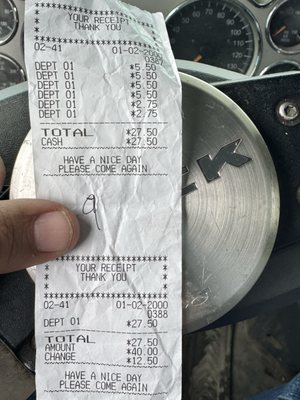 ************************
* YOUR RECEIPT *
* THANK YOU *
************************
02-41 01-02-2000
0387
DEPT 01 *5.50
DEPT 01 *5.50
DEPT 01 *5.50
DEPT 01 *5.50
DEPT 01 *2.75
DEPT 01 *2.75
TOTAL *27.50
CASH *27.50
HAVE A NICE DAY
PLEASE COME AGAIN
************************
* YOUR RECEIPT *
* THANK YOU *
************************
02-41 01-02-2000
0388
DEPT 01 *27.50
TOTAL *27.50
AMOUNT *40.00
CHANGE *12.50
HAVE A NICE DAY
PLEASE COME AGAIN
CK